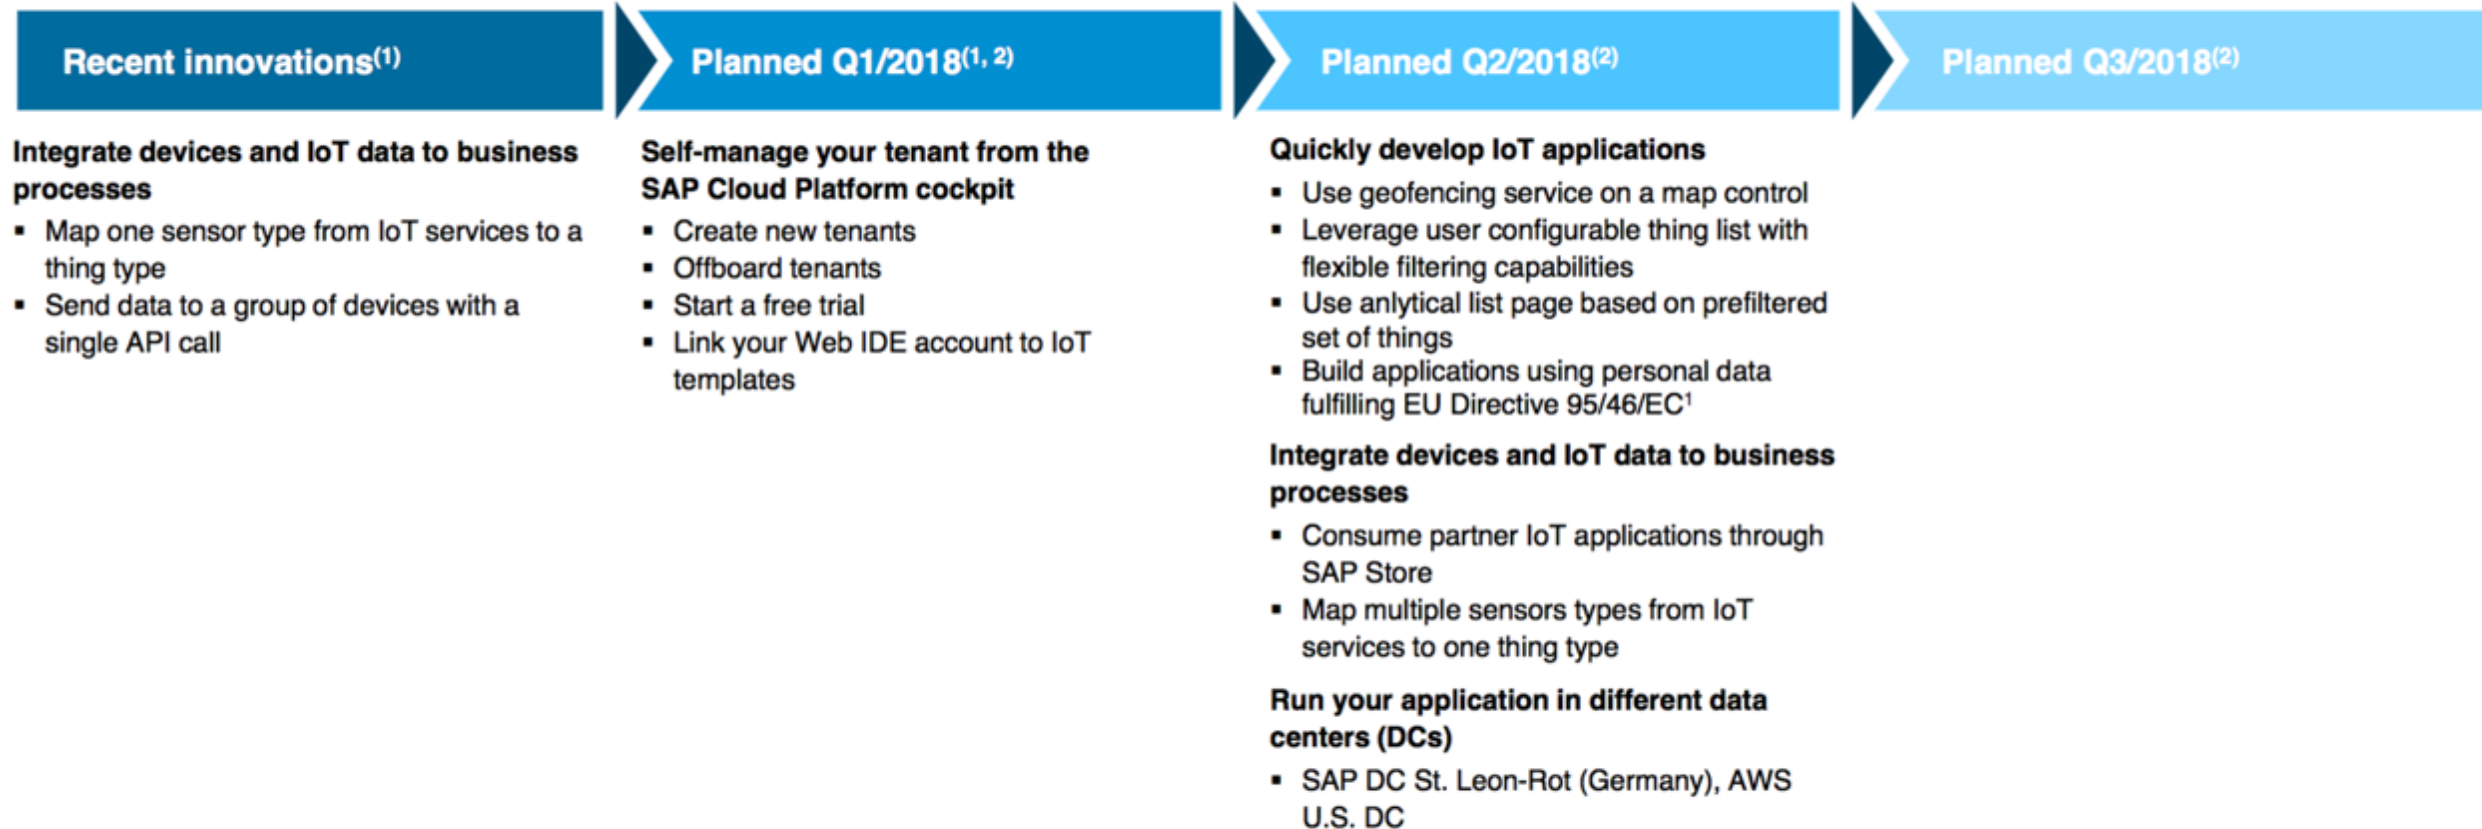 Recent innovations(1)
Planned Q1/2018(1, 2)
Planned Q2/2018(2)
Planned Q3/2018(2)
Integrate devices and IoT data to business
processes
▪ Map one sensor type from IoT services to a
thing type
▪ Send data to a group of devices with a
single API call
Self-manage your tenant from the
SAP Cloud Platform cockpit
▪ Create new tenants
▪ Offboard tenants
▪ Start a free trial
▪ Link your Web IDE account to IoT
templates
Quickly develop IoT applications
▪ Use geofencing service on a map control
▪ Leverage user configurable thing list with
flexible filtering capabilities
▪ Use anlytical list page based on prefiltered
set of things
▪ Build applications using personal data
fulfilling EU Directive 95/46/EC¹
Integrate devices and IoT data to business
processes
▪ Consume partner IoT applications through
SAP Store
▪ Map multiple sensors types from IoT
services to one thing type
Run your application in different data
centers (DCs)
▪ SAP DC St. Leon-Rot (Germany), AWS
U.S. DC